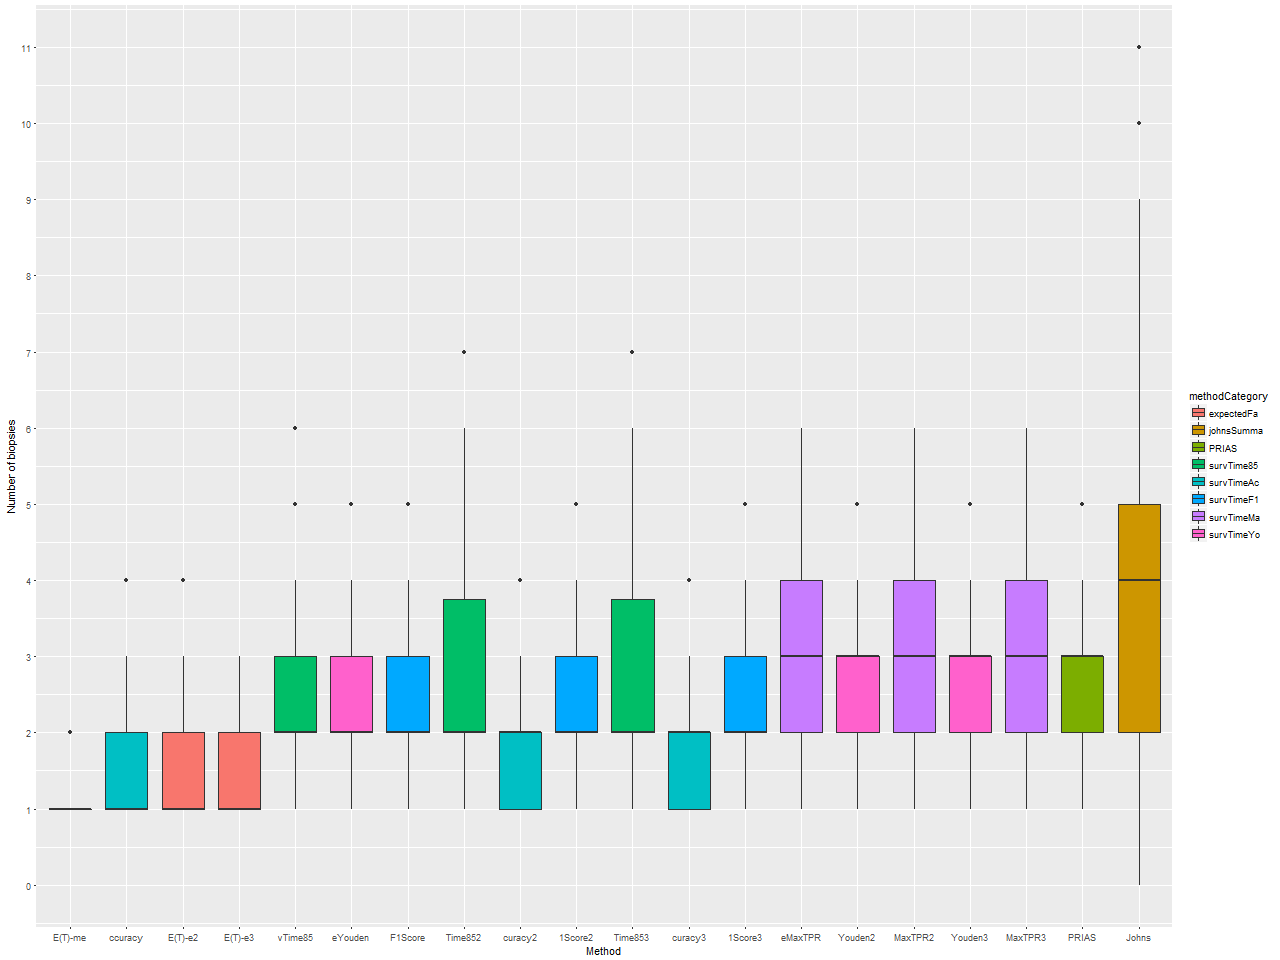 11
10
9
8
7
6
5
4
3
2
1
0
Number of biopsies
E(T)-me ccuracy E(T)-e2 E(T)-e3 vTime85 eYouden F1Score Time852 curacy2 1Score2 Time853 curacy3 1Score3 eMaxTPR Youden2 MaxTPR2 Youden3 MaxTPR3 PRIAS Johns
Method
methodCategory
expectedFa
johnsSumma
PRIAS
survTime85
survTimeAc
survTimeF1
survTimeMa
survTimeYo